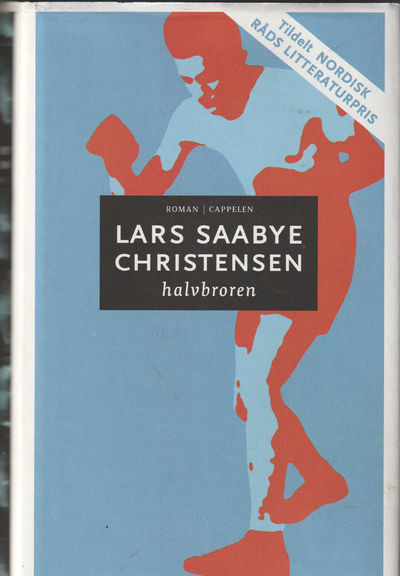 Tildelt NORDISK
RÅDS LITTERATURPRIS
ROMAN | CAPPELEN
LARS SAABYE
CHRISTENSEN
halvbroren